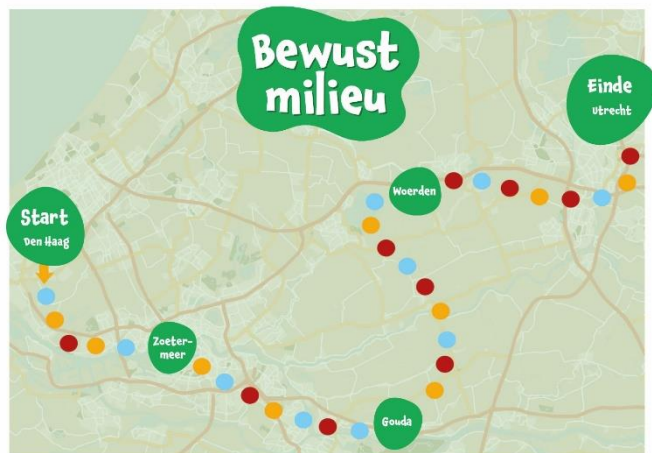 Bewust
milieu
Einde
Utrecht
Woerden
Start
Den Haag
Zoeter-
meer
Gouda